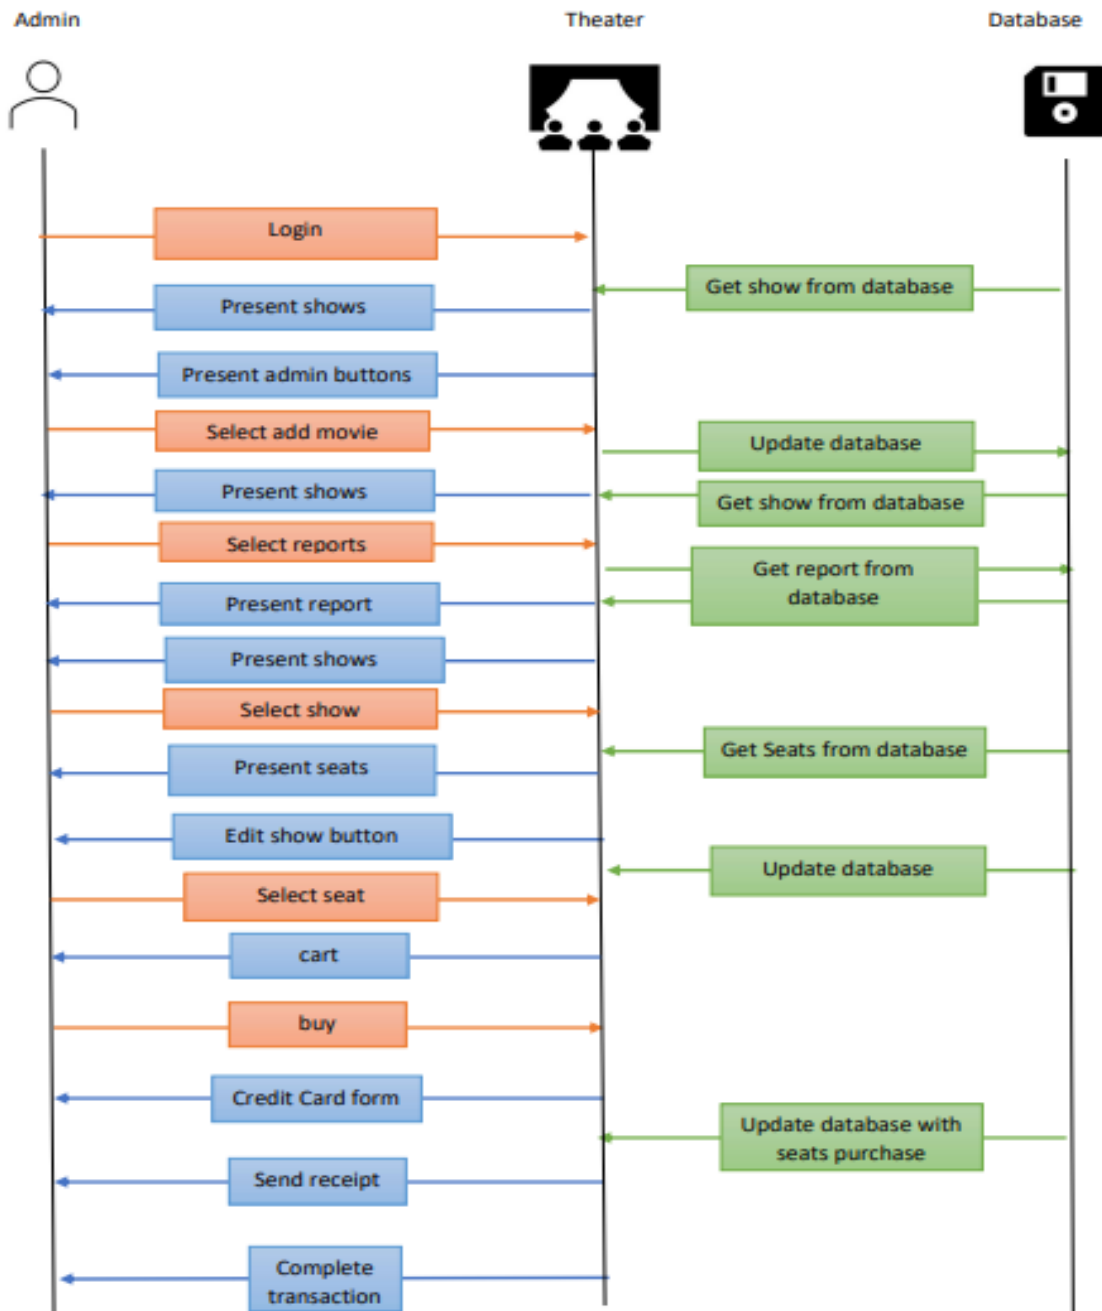 Admin
Theater
Database
Login
Get show from database
Present shows
Present admin buttons
Select add movie
Update database
Present shows
Get show from database
Select reports
Get report from
database
Present report
Present shows
Select show
Get Seats from database
Present seats
Edit show button
Update database
Select seat
cart
buy
Credit Card form
Update database with
seats purchase
Send receipt
Complete
transaction